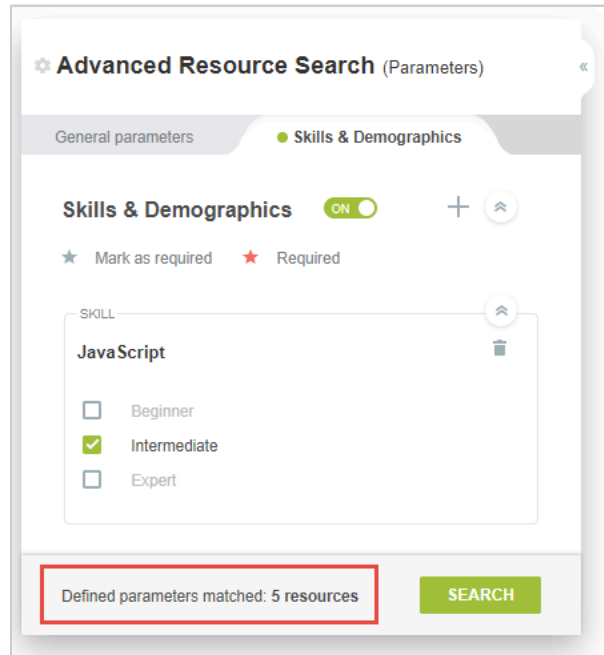 Advanced Resource Search (Parameters)
«
General parameters
Skills & Demographics
Skills & Demographics ON
Mark as required Required
SKILL
JavaScript
Beginner
Intermediate
Expert
Defined parameters matched: 5 resources SEARCH